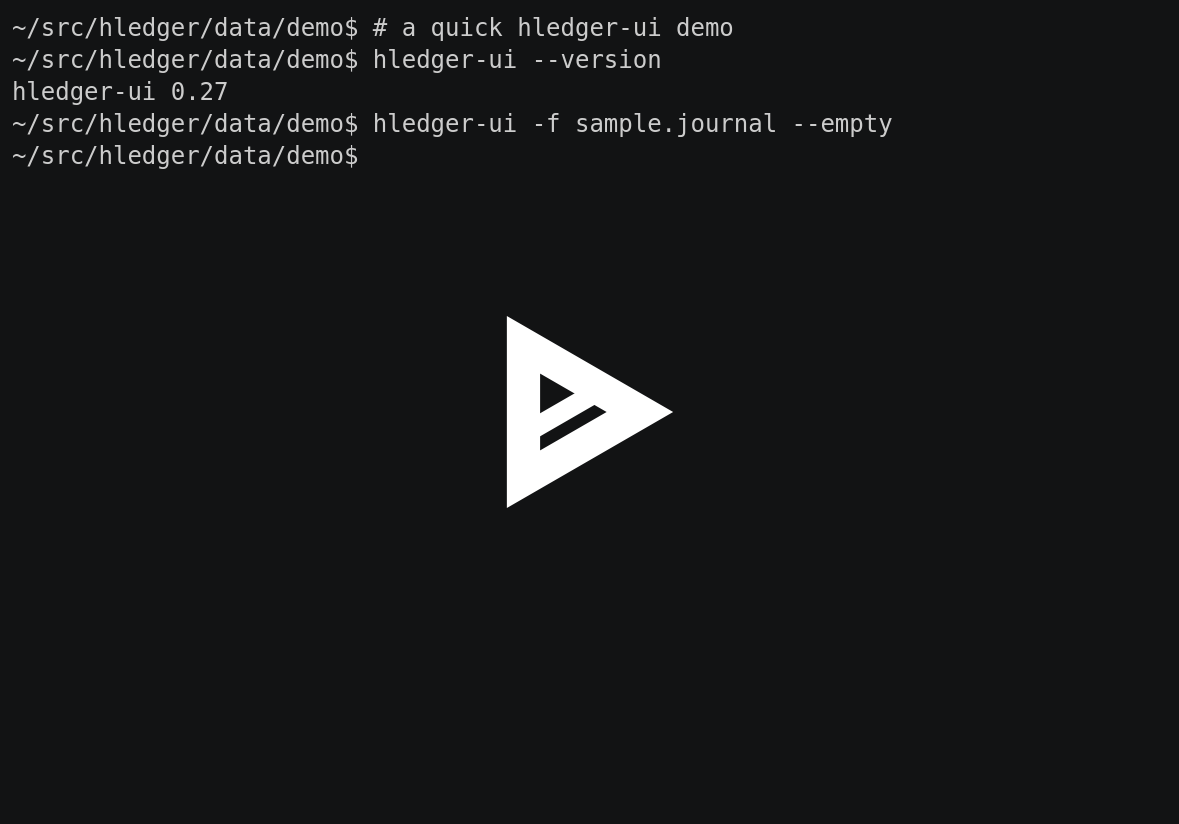 ~/src/hledger/data/demo$ # a quick hledger-ui demo
~/src/hledger/data/demo$ hledger-ui --version
hledger-ui 0.27
~/src/hledger/data/demo$ hledger-ui -f sample.journal --empty
~/src/hledger/data/demo$